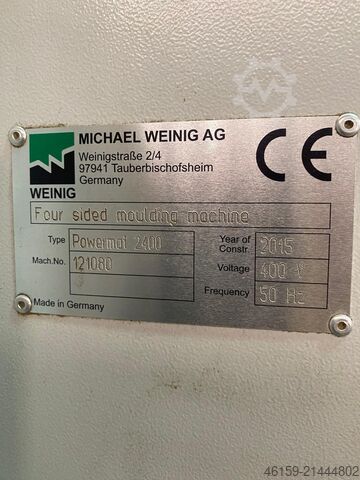 MICHAEL WEINIG AG
Weinigstraße 2/4
97941 Tauberbischofsheim
Germany
CE
WEINIG
Four sided moulding machine
Type Powermat 2400 Year of Constr. 2015
Mach.No. 121080 Voltage 400 V
Frequency 50 Hz
Made in Germany
46159-21444802